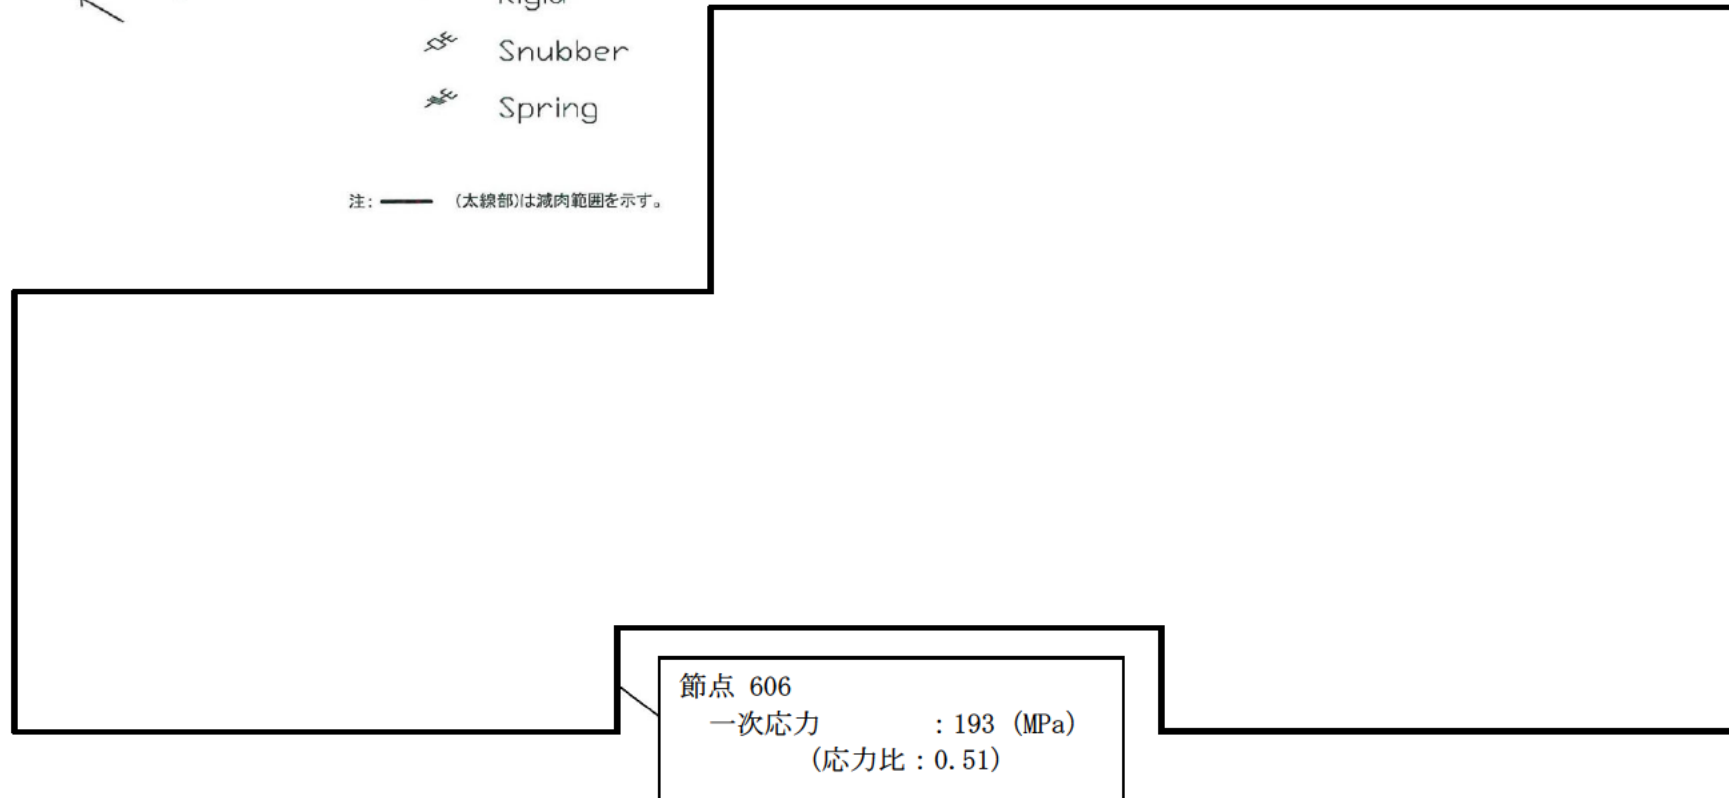 Snubber
Spring
注: (太線部)は減肉範囲を示す。
節点 606
一次応力 : 193 (MPa)
(応力比 : 0.51)